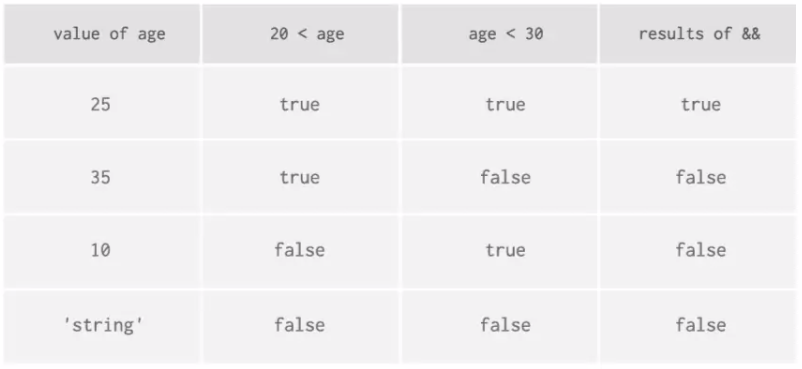 value of age 20 < age age < 30 results of &&
25 true true true
35 true false false
10 false true false
'string' false false false